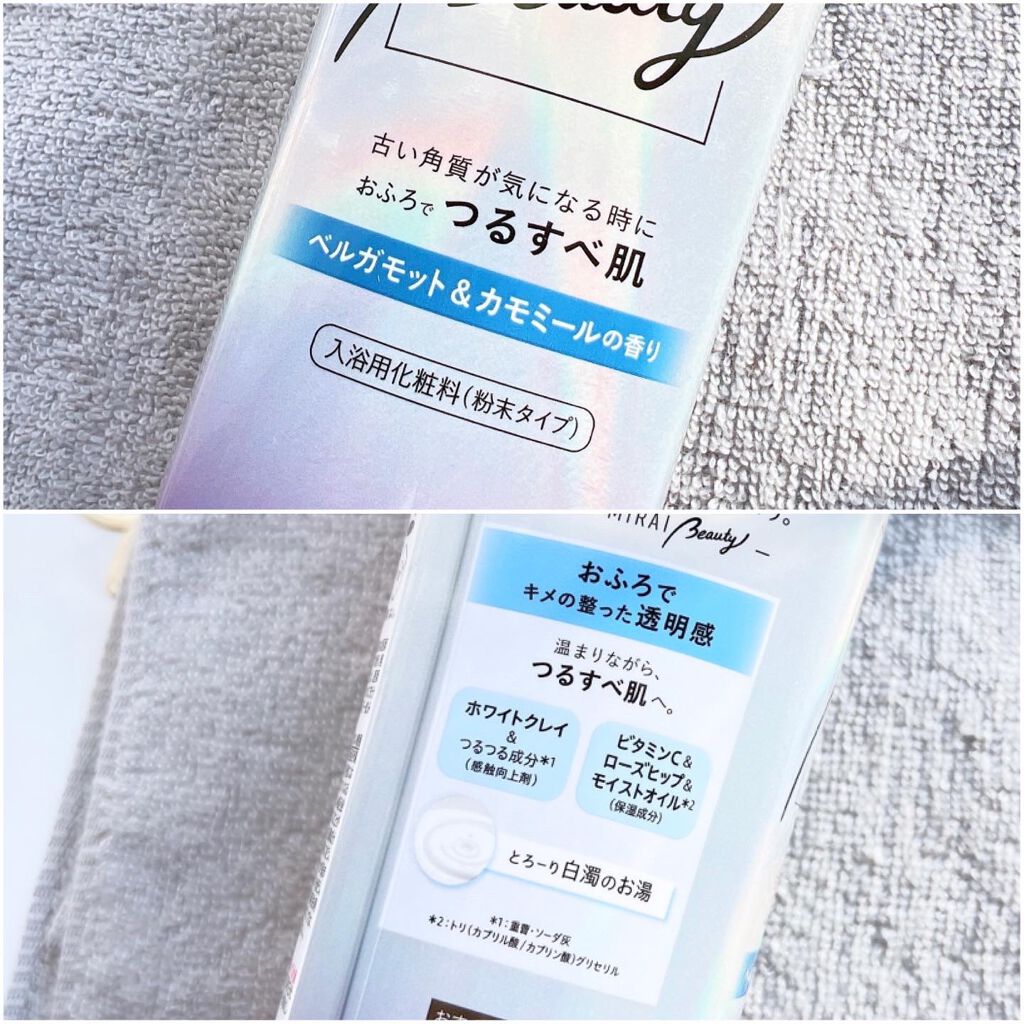 Beauty
古い角質が気になる時に
おふろで つるすべ肌
ベルガモット&カモミールの香り
入浴用化粧料(粉末タイプ)
MIRAI Beauty
おふろで
キメの整った透明感
温まりながら、
つるすべ肌へ。
ホワイトクレイ
&
つるつる成分*1
(感触向上剤)
ビタミンC&
ローズヒップ&
モイストオイル*2
(保湿成分)
とろーり白濁のお湯
*1:重曹・ソーダ灰
*2:トリ(カプリル酸/カプリン酸)グリセリル